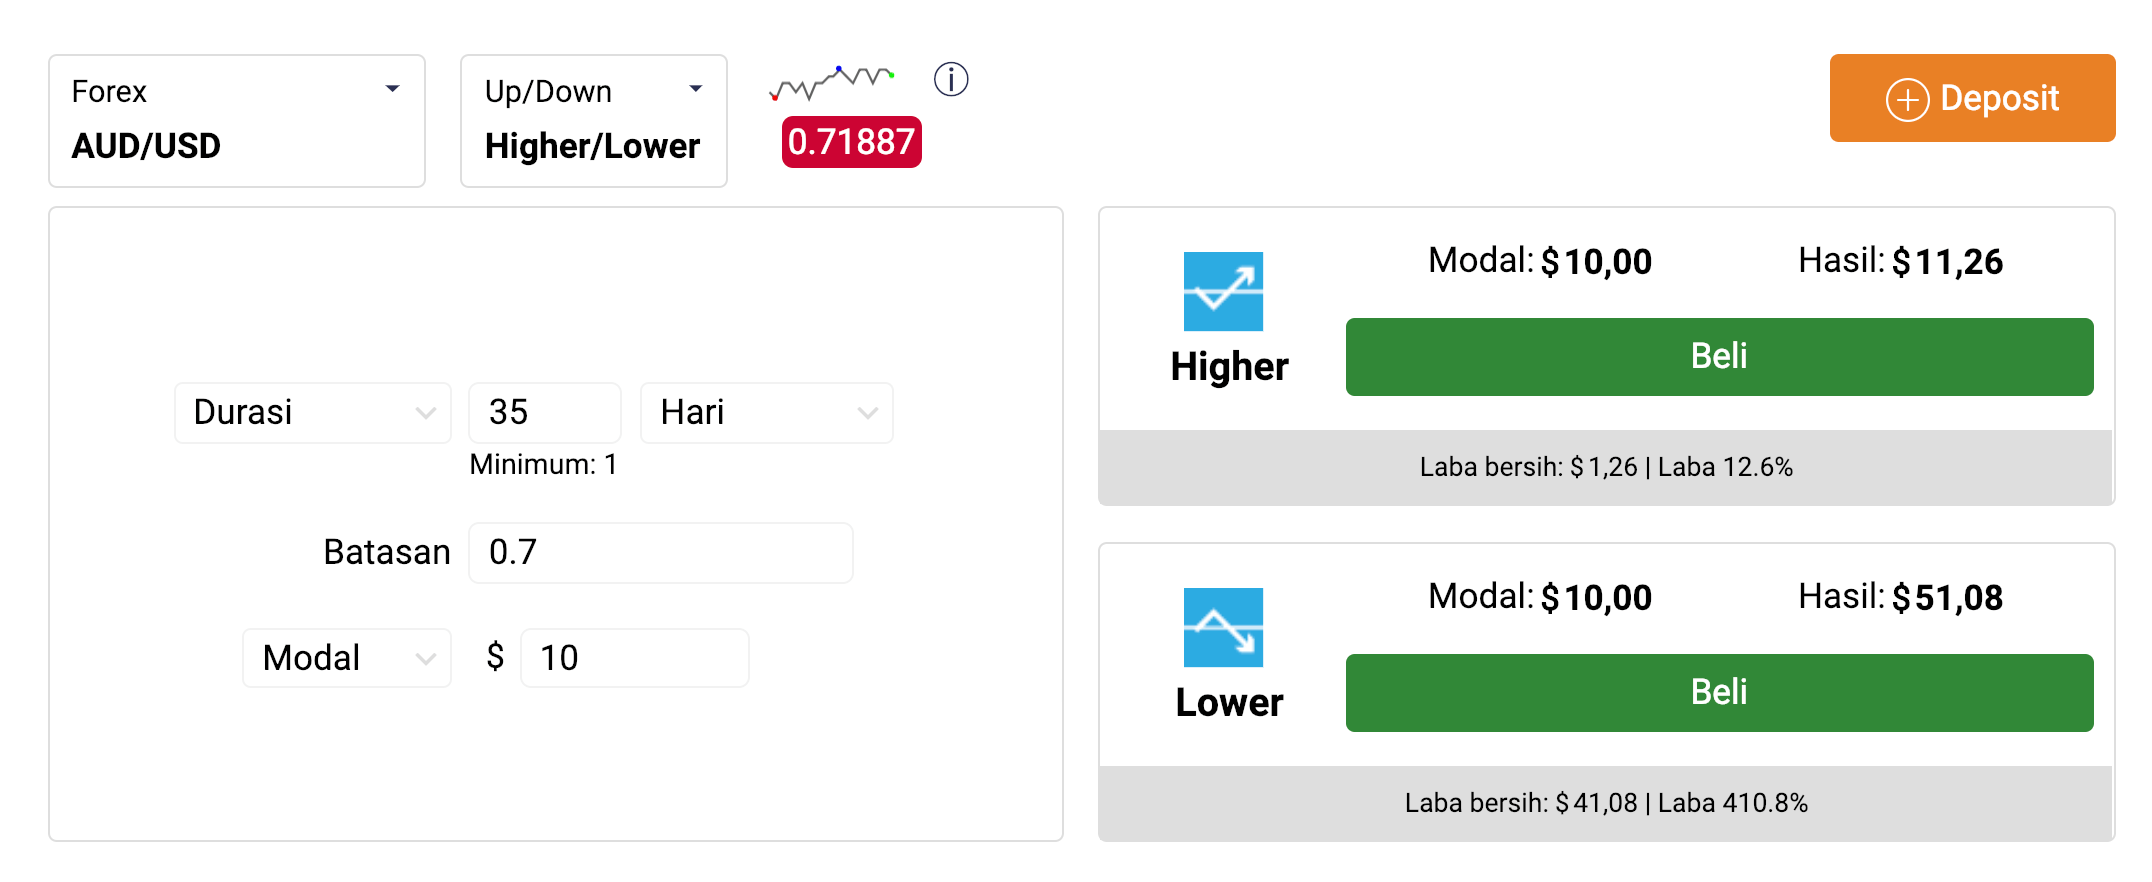 Forex
AUD/USD
Up/Down
Higher/Lower
0.71887
Deposit
Durasi
35
Hari
Minimum: 1
Batasan
0.7
Modal
$
10
Modal: $ 10,00
Hasil: $ 11,26
Higher
Beli
Laba bersih: $ 1,26 | Laba 12.6%
Modal: $ 10,00
Hasil: $ 51,08
Lower
Beli
Laba bersih: $ 41,08 | Laba 410.8%